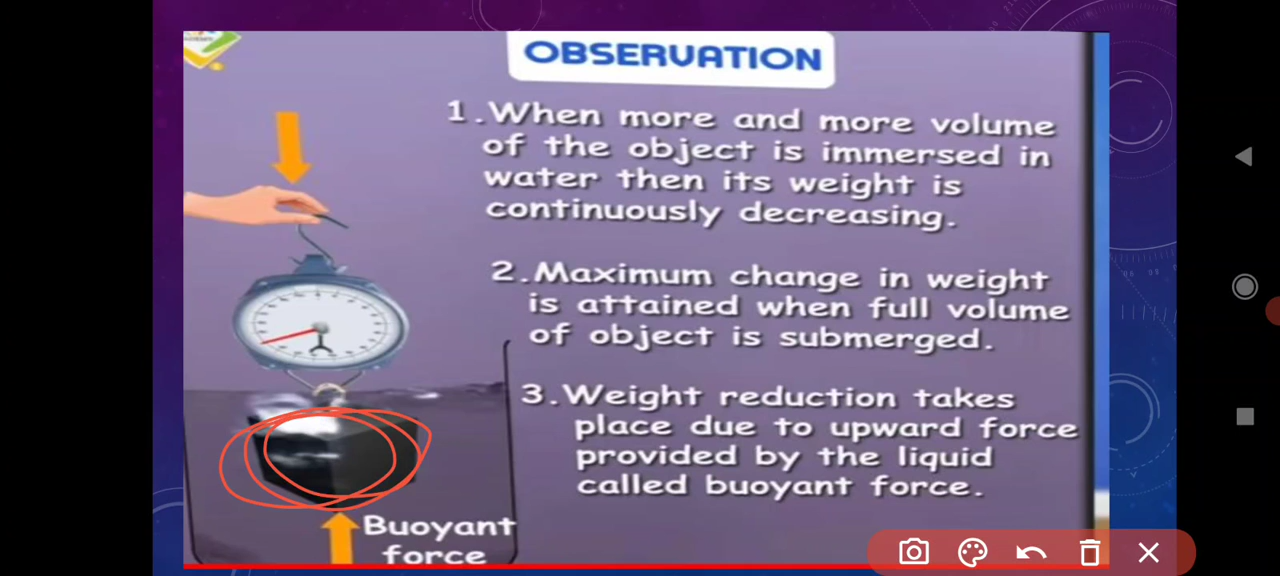 OBSERVATION
1.When more and more volume
of the object is immersed in
water then its weight is
continuously decreasing.
2.Maximum change in weight
is attained when full volume
of object is submerged.
3.Weight reduction takes
place due to upward force
provided by the liquid
called buoyant force.
Buoyant
force